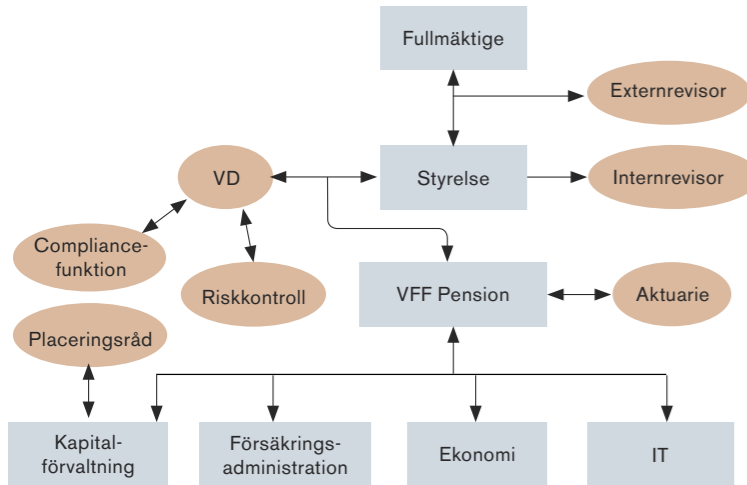 Fullmäktige
Externrevisor
VD
Styrelse
Internrevisor
Compliance-
funktion
Riskkontroll
VFF Pension
Aktuarie
Placeringsråd
Kapital-
förvaltning
Försäkrings-
administration
Ekonomi
IT